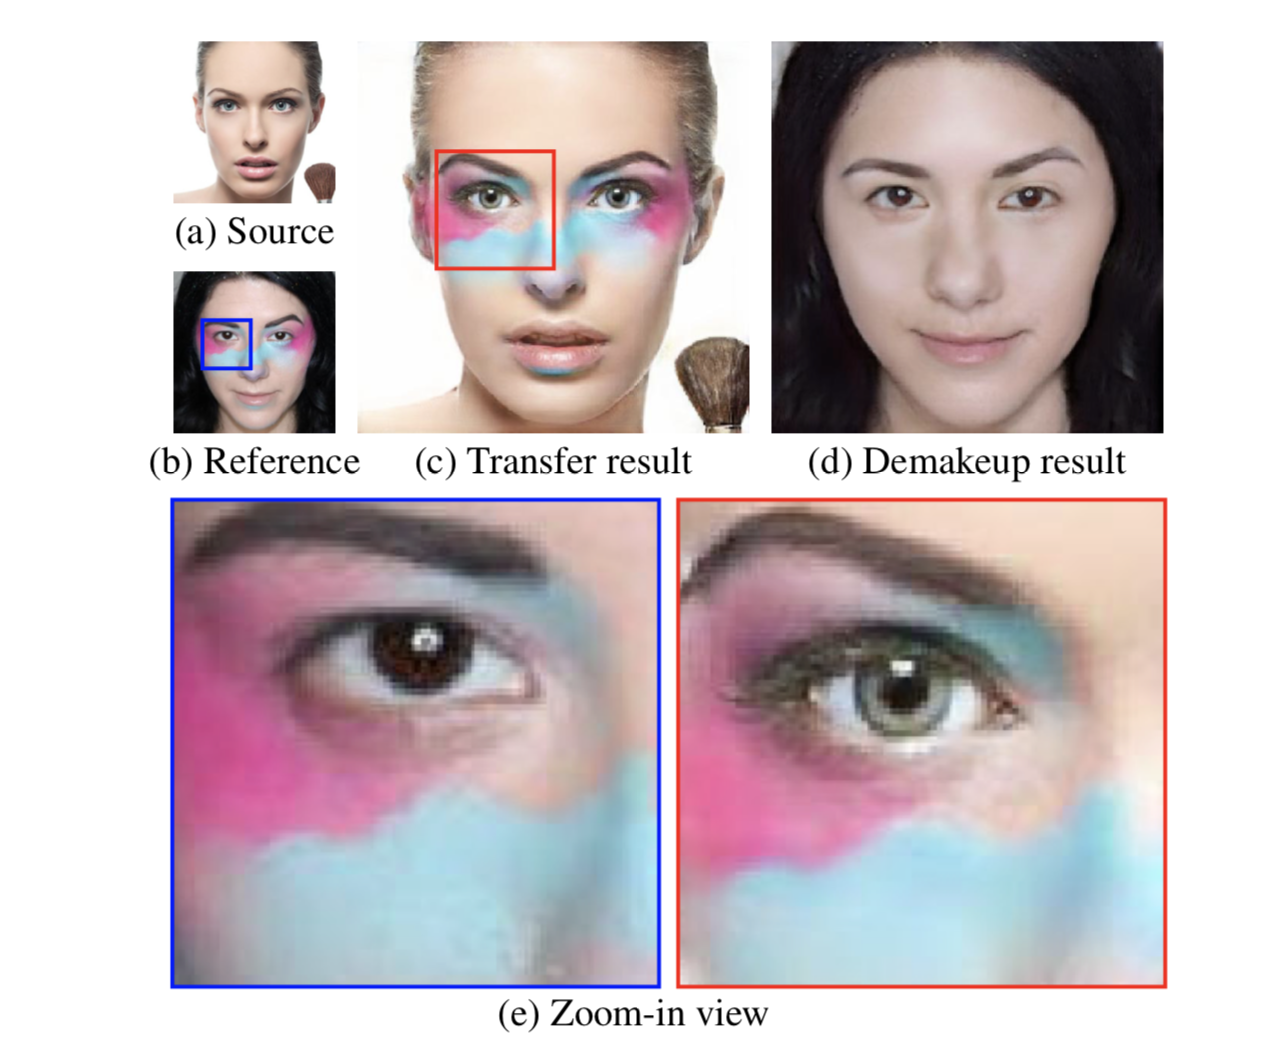 (a) Source
(b) Reference
(c) Transfer result
(d) Demakeup result
(e) Zoom-in view